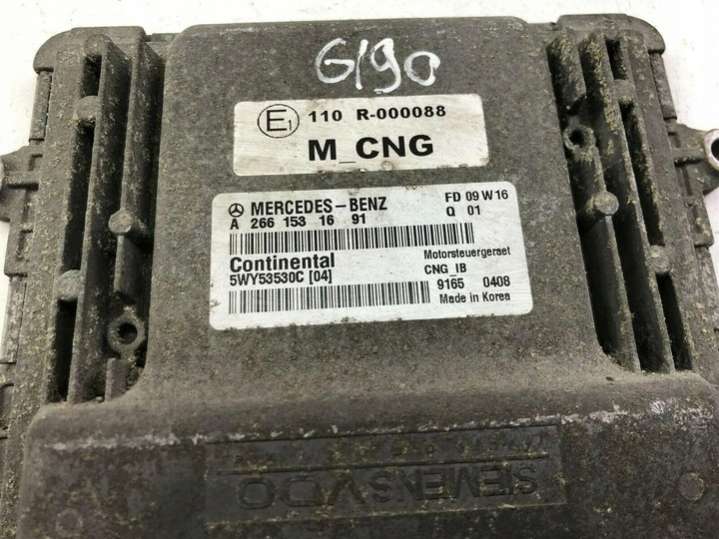 G190
E1 110 R-000088
M_CNG
MERCEDES-BENZ FD 09 W16
A 266 153 16 91 Q 01
Continental Motorsteuergeraet
5WY53530C [04] CNG_IB
9165 0408
Made in Korea
SIEMENS VDO